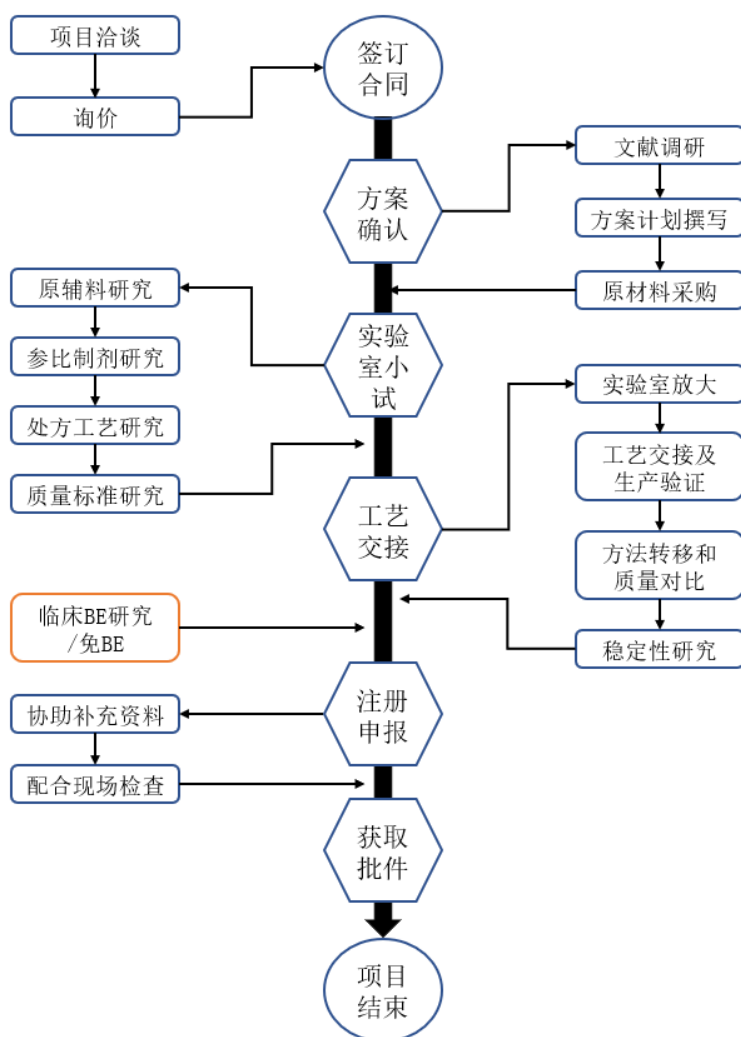 项目洽谈
询价
签订
合同
方案
确认
文献调研
方案计划撰写
原材料采购
实验
室小
试
原辅料研究
参比制剂研究
处方工艺研究
质量标准研究
工艺
交接
实验室放大
工艺交接及
生产验证
方法转移和
质量对比
稳定性研究
临床BE研究
/免BE
注册
申报
协助补充资料
配合现场检查
获取
批件
项目
结束